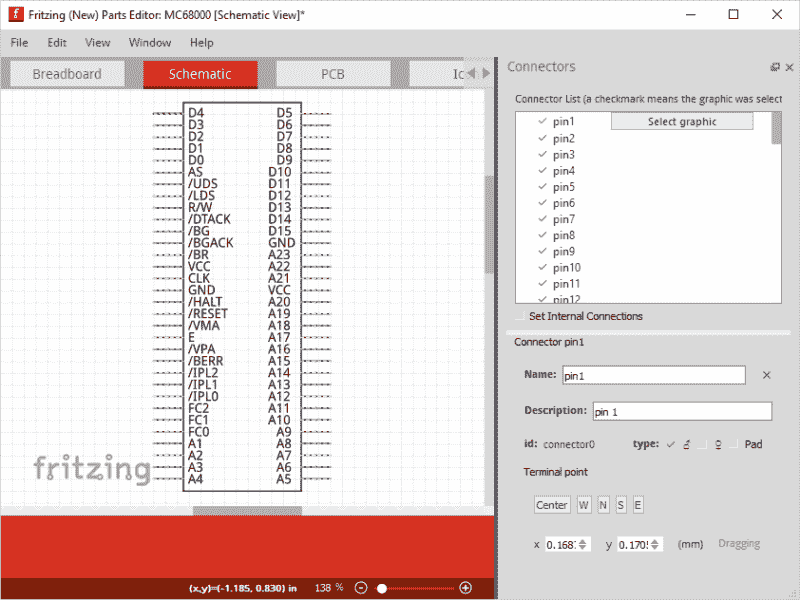 Fritzing (New) Parts Editor: MC68000 [Schematic View]*
File Edit View Window Help
Breadboard Schematic PCB Ic
D4 D5
D3 D6
D2 D7
D1 D8
D0 D9
AS D10
/UDS D11
/LDS D12
R/W D13
/DTACK D14
/BG D15
/BGACK GND
/BR A23
VCC A22
CLK A21
GND VCC
/HALT A20
/RESET A19
/VMA A18
E A17
/VPA A16
/BERR A15
/IPL2 A14
/IPL1 A13
/IPL0 A12
FC2 A11
FC1 A10
FC0 A9
A1 A8
A2 A7
A3 A6
A4 A5
fritzing
(x,y)=(-1.185, 0.830) in 138 %
Connectors
Connector List (a checkmark means the graphic was select
pin1 Select graphic
pin2
pin3
pin4
pin5
pin6
pin7
pin8
pin9
pin10
pin11
pin12
Set Internal Connections
Connector pin1
Name: pin1
Description: pin 1
id: connector0 type: Pad
Terminal point
Center W N S E
x 0.168 y 0.170 (mm) Dragging